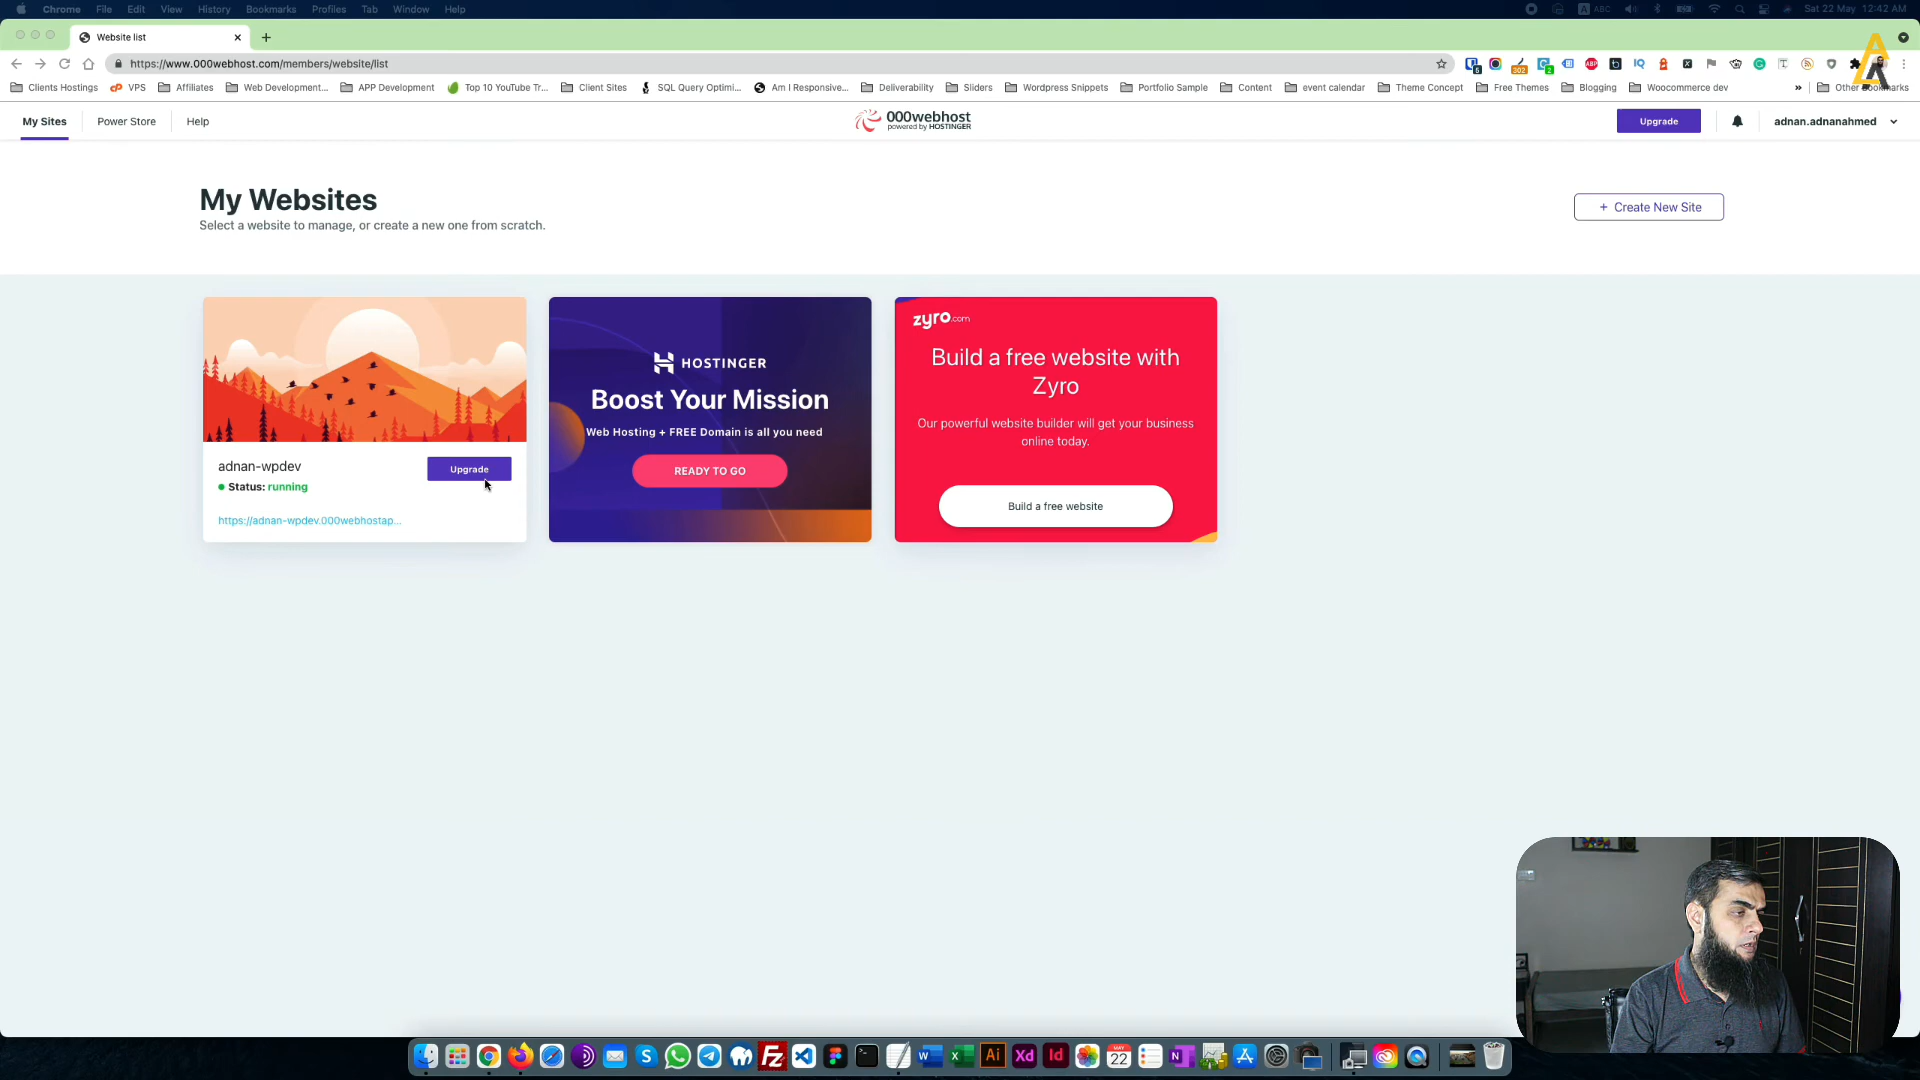 Chrome File Edit View History Bookmarks Profiles Tab Window Help
A ABC Sat 22 May 12:42 AM
Website list
https://www.000webhost.com/members/website/list
Clients Hostings VPS Affiliates Web Development... APP Development Top 10 YouTube Tr... Client Sites SQL Query Optimi... Am I Responsive... Deliverability Sliders Wordpress Snippets Portfolio Sample Content event calendar Theme Concept Free Themes Blogging Woocommerce dev » Other Bookmarks
My Sites Power Store Help
000webhost
powered by HOSTINGER
Upgrade adnan.adnanahmed
My Websites
Select a website to manage, or create a new one from scratch.
+ Create New Site
adnan-wpdev
Upgrade
Status: running
https://adnan-wpdev.000webhostap...
HOSTINGER
Boost Your Mission
Web Hosting + FREE Domain is all you need
READY TO GO
zyro.com
Build a free website with
Zyro
Our powerful website builder will get your business
online today.
Build a free website